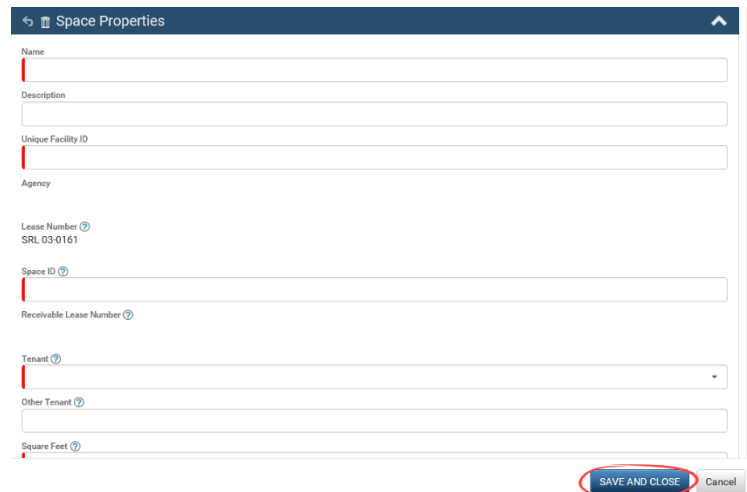 Space Properties
Name
Description
Unique Facility ID
Agency
Lease Number ?
SRL 03-0161
Space ID ?
Receivable Lease Number ?
Tenant ?
Other Tenant ?
Square Feet ?
SAVE AND CLOSE Cancel